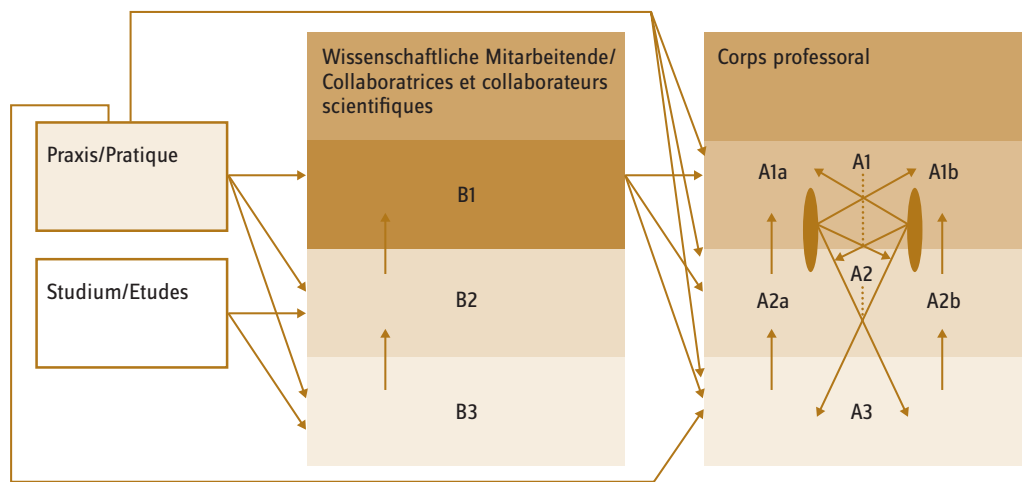 Wissenschaftliche Mitarbeitende/
Collaboratrices et collaborateurs
scientifiques
Corps professoral
Praxis/Pratique
Studium/Etudes
B1
B2
B3
A1a
A1
A1b
A2
A2a
A2b
A3